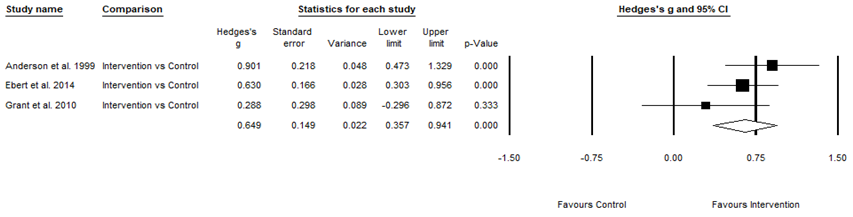 Study name Comparison Statistics for each study Hedges's g and 95% CI
Hedges's g Standard error Variance Lower limit Upper limit p-Value
Anderson et al. 1999 Intervention vs Control 0.901 0.218 0.048 0.473 1.329 0.000
Ebert et al. 2014 Intervention vs Control 0.630 0.166 0.028 0.303 0.956 0.000
Grant et al. 2010 Intervention vs Control 0.288 0.298 0.089 -0.296 0.872 0.333
0.649 0.149 0.022 0.357 0.941 0.000
-1.50 -0.75 0.00 0.75 1.50
Favours Control Favours Intervention